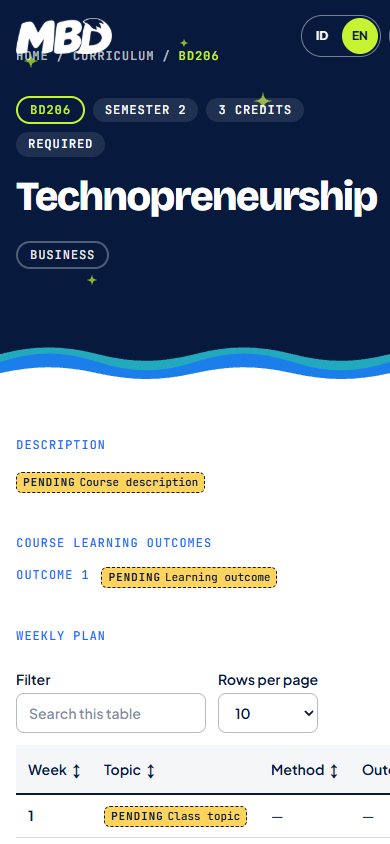 MBD
ID EN
HOME / CURRICULUM / BD206
BD206 SEMESTER 2 3 CREDITS
REQUIRED
Technopreneurship
BUSINESS
DESCRIPTION
PENDING Course description
COURSE LEARNING OUTCOMES
OUTCOME 1 PENDING Learning outcome
WEEKLY PLAN
Filter Rows per page
Search this table 10
Week ↕ Topic ↕ Method ↕ Outc
1 PENDING Class topic — —